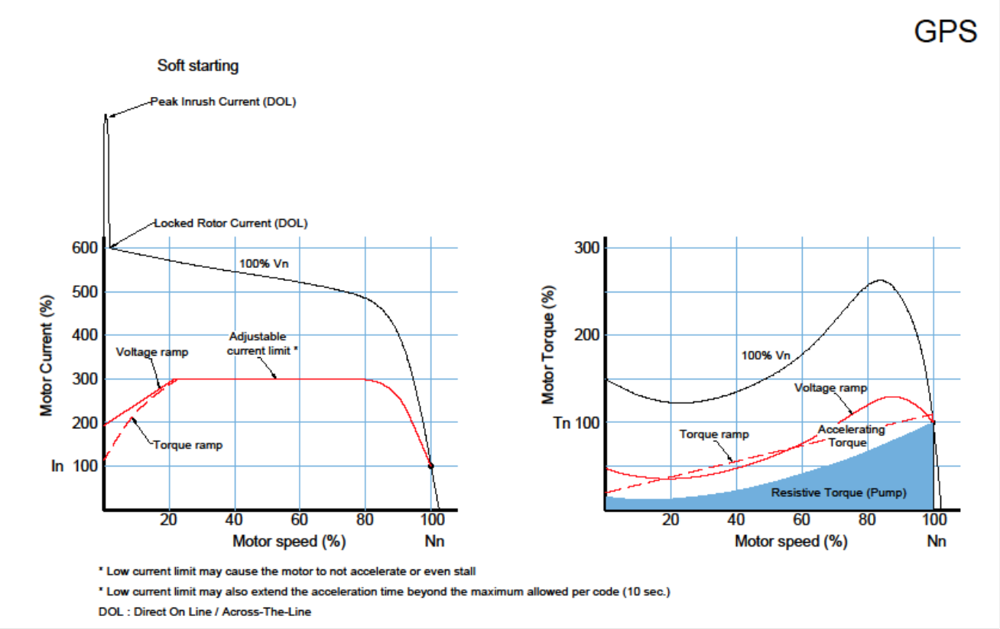 GPS
Soft starting
Peak Inrush Current (DOL)
Locked Rotor Current (DOL)
600
500
400
300
200
In 100
Motor Current (%)
100% Vn
Adjustable
current limit *
Voltage ramp
Torque ramp
20 40 60 80 100
Motor speed (%) Nn
300
200
Tn 100
Motor Torque (%)
100% Vn
Voltage ramp
Torque ramp
Accelerating
Torque
Resistive Torque (Pump)
20 40 60 80 100
Motor speed (%) Nn
* Low current limit may cause the motor to not accelerate or even stall
* Low current limit may also extend the acceleration time beyond the maximum allowed per code (10 sec.)
DOL : Direct On Line / Across-The-Line